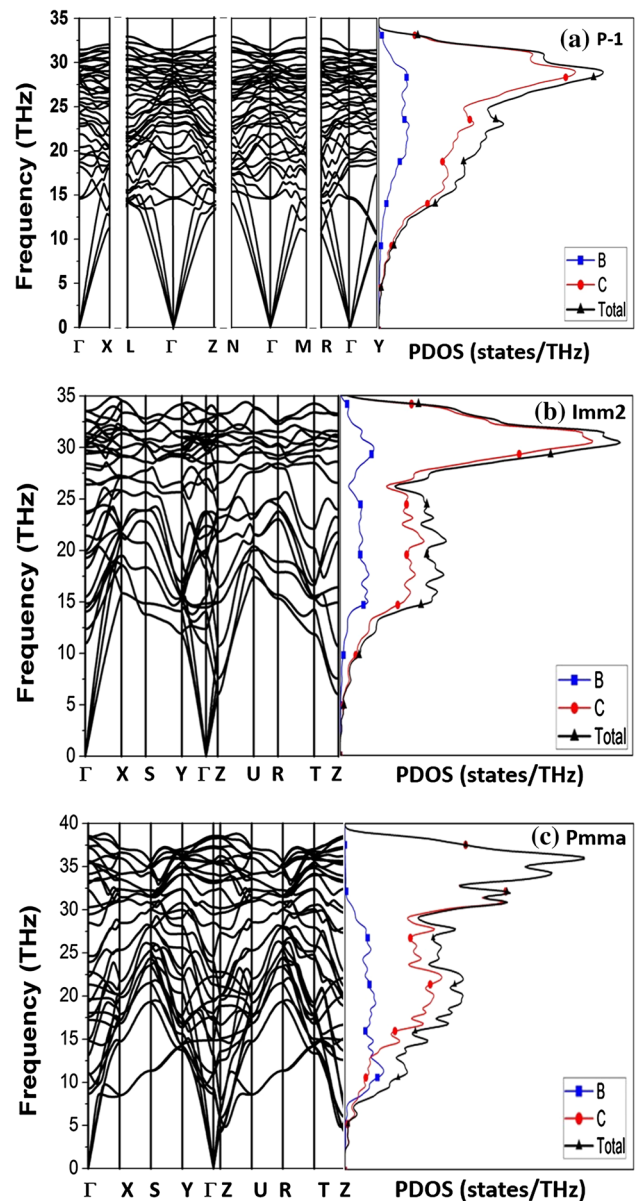 35
30
25
20
15
10
5
0
Frequency (THz)
Γ X L Γ Z N Γ M R Γ Y
(a) P-1
B
C
Total
PDOS (states/THz)
35
30
25
20
15
10
5
0
Frequency (THz)
Γ X S Y Γ Z U R T Z
(b) Imm2
B
C
Total
PDOS (states/THz)
40
35
30
25
20
15
10
5
0
Frequency (THz)
Γ X S Y Γ Z U R T Z
(c) Pmma
B
C
Total
PDOS (states/THz)